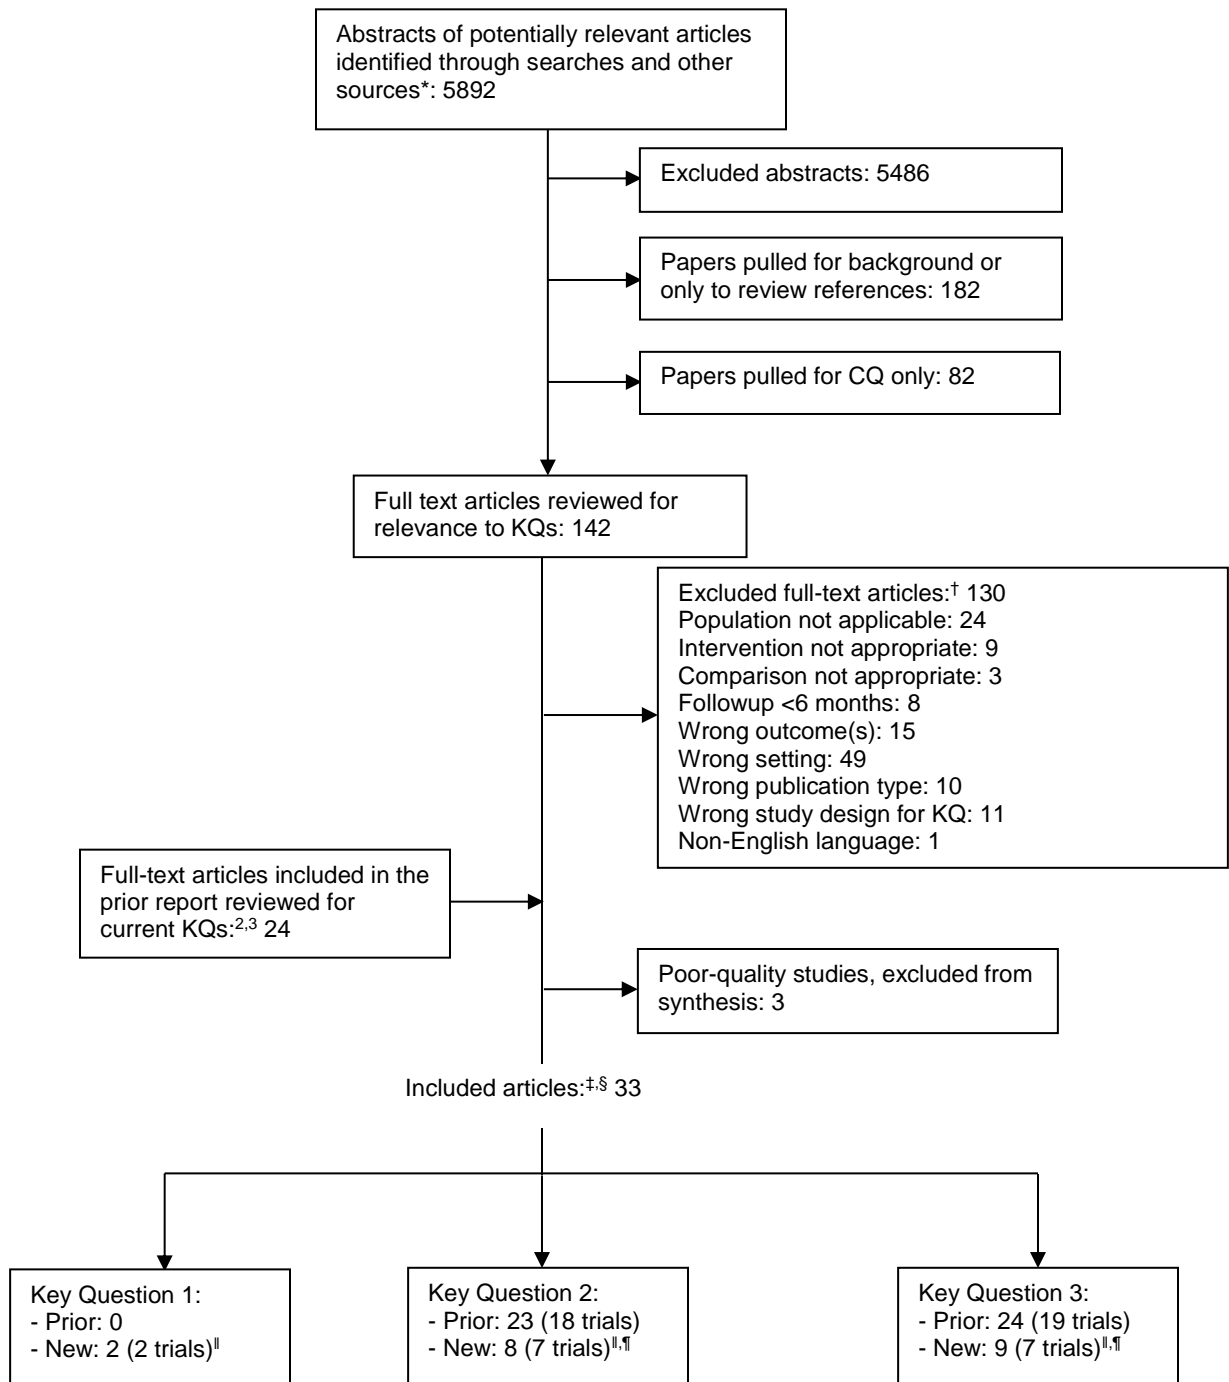 Abstracts of potentially relevant articles
identified through searches and other
sources*: 5892
Excluded abstracts: 5486
Papers pulled for background or
only to review references: 182
Papers pulled for CQ only: 82
Full text articles reviewed for
relevance to KQs: 142
Excluded full-text articles:† 130
Population not applicable: 24
Intervention not appropriate: 9
Comparison not appropriate: 3
Followup <6 months: 8
Wrong outcome(s): 15
Wrong setting: 49
Wrong publication type: 10
Wrong study design for KQ: 11
Non-English language: 1
Full-text articles included in the
prior report reviewed for
current KQs:2,3 24
Poor-quality studies, excluded from
synthesis: 3
Included articles:‡,§ 33
Key Question 1:
- Prior: 0
- New: 2 (2 trials)‖
Key Question 2:
- Prior: 23 (18 trials)
- New: 8 (7 trials)‖,¶
Key Question 3:
- Prior: 24 (19 trials)
- New: 9 (7 trials)‖,¶